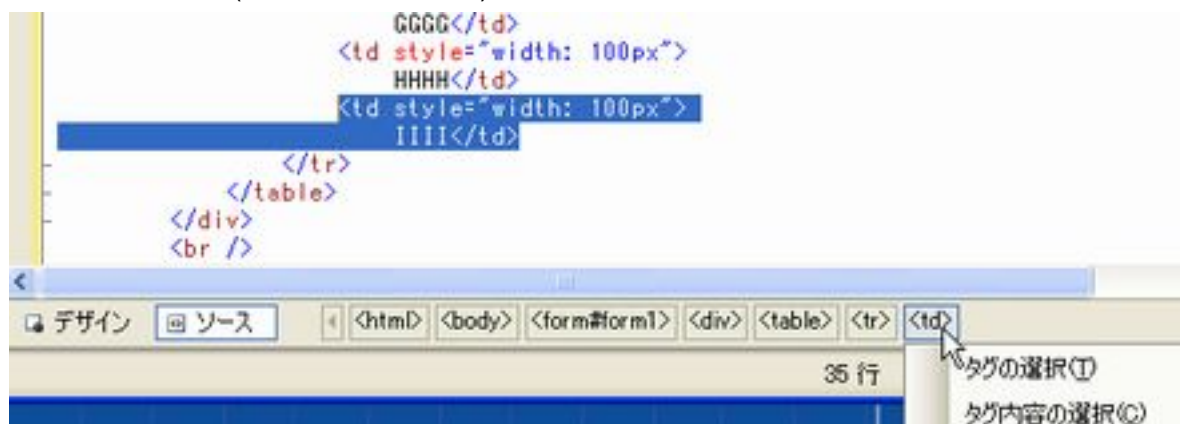 GGGG</td>
<td style="width: 100px">
HHHH</td>
<td style="width: 100px">
IIII</td>
</tr>
</table>
</div>
<br />
デザイン ソース <html> <body> <form#form1> <div> <table> <tr> <td>
35 行 タグの選択(T)
タグ内容の選択(C)